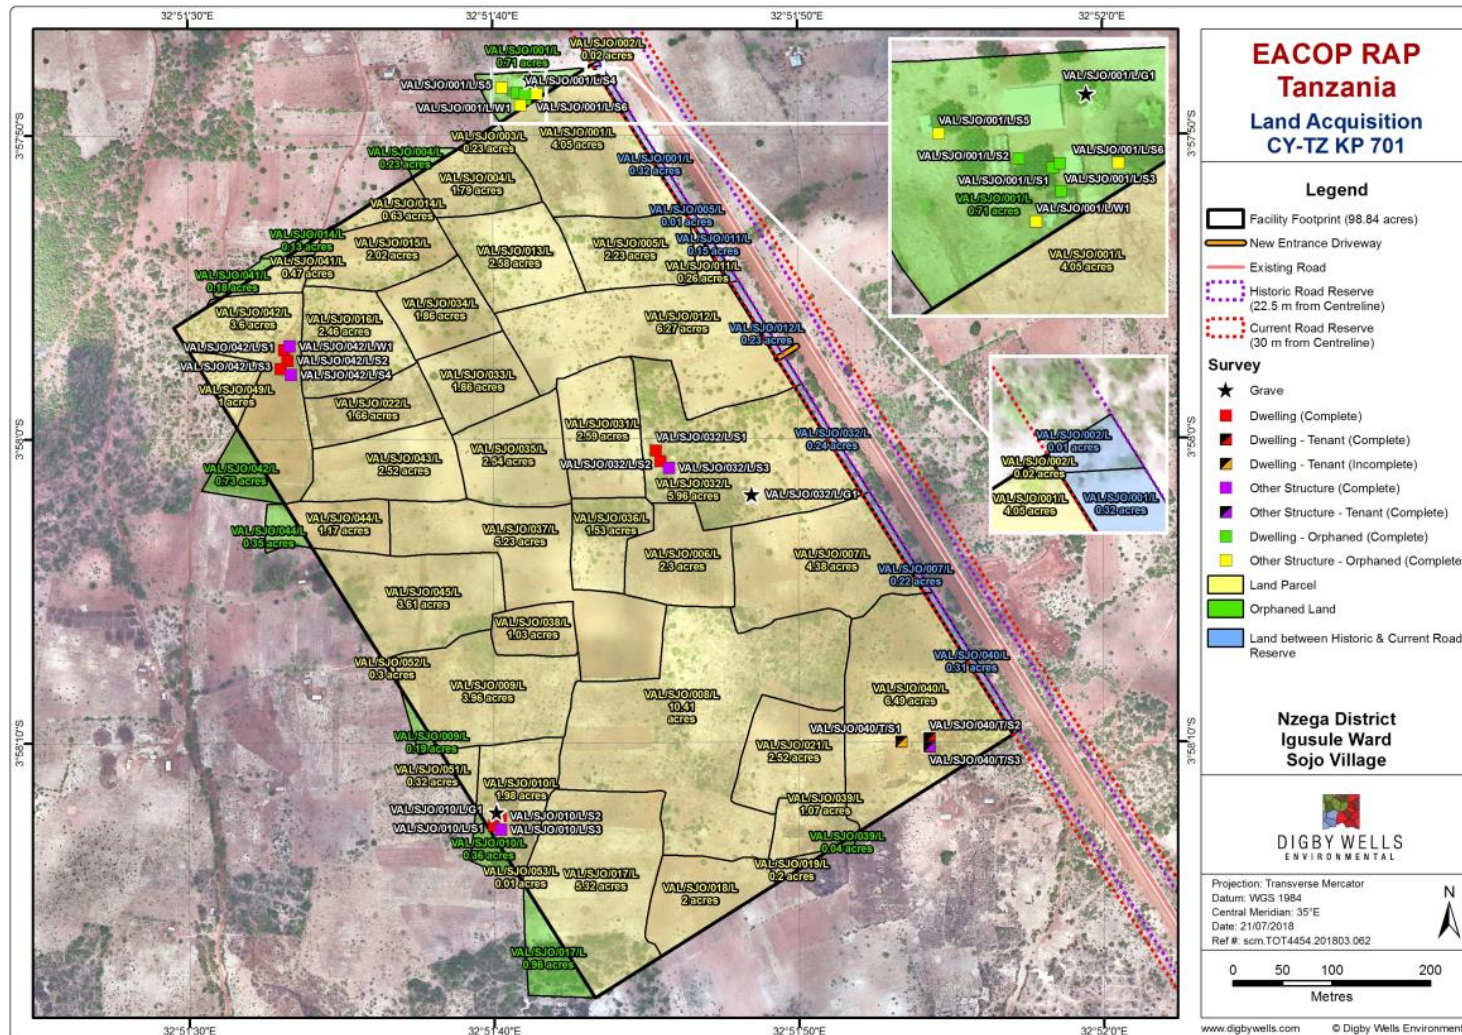 32°51'30"E
32°51'40"E
32°51'50"E
32°52'0"E
3°57'50"S
3°58'0"S
3°58'10"S
3°57'50"S
3°58'0"S
3°58'10"S
32°51'30"E
32°51'40"E
32°51'50"E
32°52'0"E
VAL/SJO/001/L
0.71 acres
VAL/SJO/002/L
0.02 acres
VAL/SJO/001/L/S5
VAL/SJO/001/L/S4
VAL/SJO/001/L/W1
VAL/SJO/001/L/S6
VAL/SJO/003/L
0.23 acres
VAL/SJO/001/L
4.05 acres
VAL/SJO/004/L
0.23 acres
VAL/SJO/001/L
0.32 acres
VAL/SJO/004/L
1.79 acres
VAL/SJO/014/L
0.63 acres
VAL/SJO/005/L
0.01 acres
VAL/SJO/014/L
0.13 acres
VAL/SJO/015/L
2.02 acres
VAL/SJO/013/L
2.58 acres
VAL/SJO/005/L
2.23 acres
VAL/SJO/011/L
0.15 acres
VAL/SJO/041/L
0.47 acres
VAL/SJO/011/L
0.26 acres
VAL/SJO/041/L
0.18 acres
VAL/SJO/042/L
3.6 acres
VAL/SJO/016/L
2.46 acres
VAL/SJO/034/L
1.86 acres
VAL/SJO/012/L
6.27 acres
VAL/SJO/012/L
0.23 acres
VAL/SJO/042/L/S1
VAL/SJO/042/L/W1
VAL/SJO/042/L/S2
VAL/SJO/042/L/S3
VAL/SJO/042/L/S4
VAL/SJO/033/L
1.86 acres
VAL/SJO/049/L
1 acres
VAL/SJO/022/L
1.66 acres
VAL/SJO/031/L
2.59 acres
VAL/SJO/032/L/S1
VAL/SJO/032/L
0.24 acres
VAL/SJO/035/L
2.54 acres
VAL/SJO/043/L
2.52 acres
VAL/SJO/032/L/S2
VAL/SJO/032/L/S3
VAL/SJO/042/L
0.73 acres
VAL/SJO/032/L
5.96 acres
VAL/SJO/032/L/G1
VAL/SJO/044/L
1.17 acres
VAL/SJO/044/L
0.35 acres
VAL/SJO/037/L
5.23 acres
VAL/SJO/036/L
1.53 acres
VAL/SJO/006/L
2.3 acres
VAL/SJO/007/L
4.38 acres
VAL/SJO/007/L
0.22 acres
VAL/SJO/045/L
3.61 acres
VAL/SJO/038/L
1.03 acres
VAL/SJO/052/L
0.3 acres
VAL/SJO/040/L
0.31 acres
VAL/SJO/009/L
3.96 acres
VAL/SJO/008/L
10.41
acres
VAL/SJO/040/L
6.49 acres
VAL/SJO/040/T/S1
VAL/SJO/040/T/S2
VAL/SJO/009/L
0.19 acres
VAL/SJO/021/L
2.52 acres
VAL/SJO/040/T/S3
VAL/SJO/051/L
0.32 acres
VAL/SJO/010/L
1.98 acres
VAL/SJO/039/L
1.07 acres
VAL/SJO/010/L/G1
VAL/SJO/010/L/S2
VAL/SJO/010/L/S1
VAL/SJO/010/L/S3
VAL/SJO/039/L
0.04 acres
VAL/SJO/010/L
0.36 acres
VAL/SJO/053/L
0.01 acres
VAL/SJO/017/L
5.32 acres
VAL/SJO/019/L
0.2 acres
VAL/SJO/018/L
2 acres
VAL/SJO/017/L
0.96 acres
VAL/SJO/001/L/G1
VAL/SJO/001/L/S5
VAL/SJO/001/L/S2
VAL/SJO/001/L/S6
VAL/SJO/001/L/S1
VAL/SJO/001/L/S3
VAL/SJO/001/L
0.71 acres
VAL/SJO/001/L/W1
VAL/SJO/001/L
4.05 acres
VAL/SJO/002/L
0.01 acres
VAL/SJO/002/L
0.02 acres
VAL/SJO/001/L
4.05 acres
VAL/SJO/001/L
0.32 acres
EACOP RAP
Tanzania
Land Acquisition
CY-TZ KP 701
Legend
Facility Footprint (98.84 acres)
New Entrance Driveway
Existing Road
Historic Road Reserve
(22.5 m from Centreline)
Current Road Reserve
(30 m from Centreline)
Survey
Grave
Dwelling (Complete)
Dwelling - Tenant (Complete)
Dwelling - Tenant (Incomplete)
Other Structure (Complete)
Other Structure - Tenant (Complete)
Dwelling - Orphaned (Complete)
Other Structure - Orphaned (Complete
Land Parcel
Orphaned Land
Land between Historic & Current Road
Reserve
Nzega District
Igusule Ward
Sojo Village
DIGBY WELLS
ENVIRONMENTAL
Projection: Transverse Mercator
Datum: WGS 1984
Central Meridian: 35°E
Date: 21/07/2018
Ref #: scm.TOT4454.201803.062
N
0 50 100 200
Metres
www.digbywells.com © Digby Wells Environment